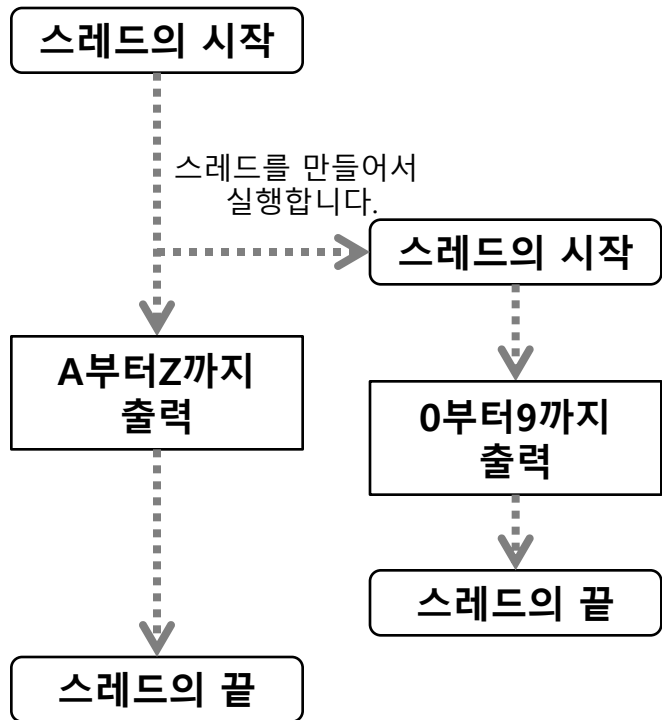 스레드의 시작
스레드를 만들어서
실행합니다.
스레드의 시작
A부터Z까지
출력
0부터9까지
출력
스레드의 끝
스레드의 끝